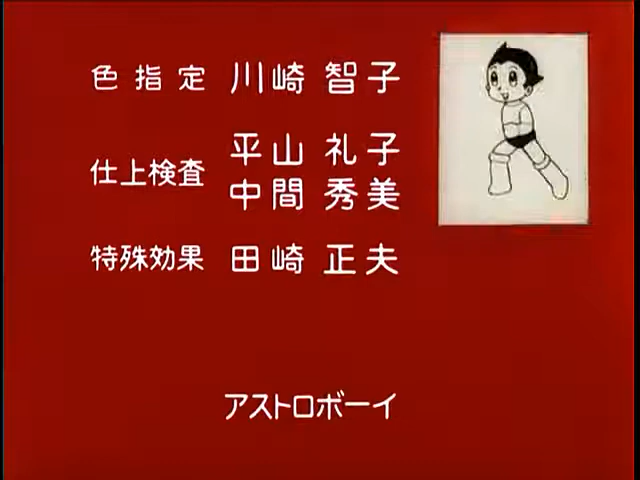 色指定 川崎 智子
平山 礼子
仕上検査
中間 秀美
特殊効果 田崎 正夫
アストロボーイ